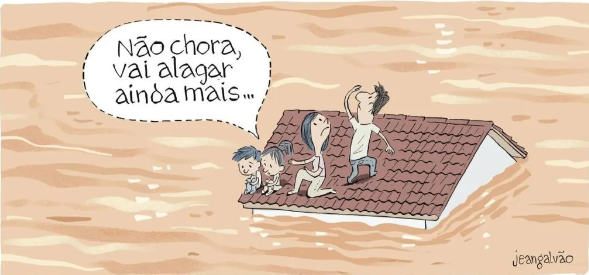 Não chora,
vai alagar
ainda mais...
jeangalvão